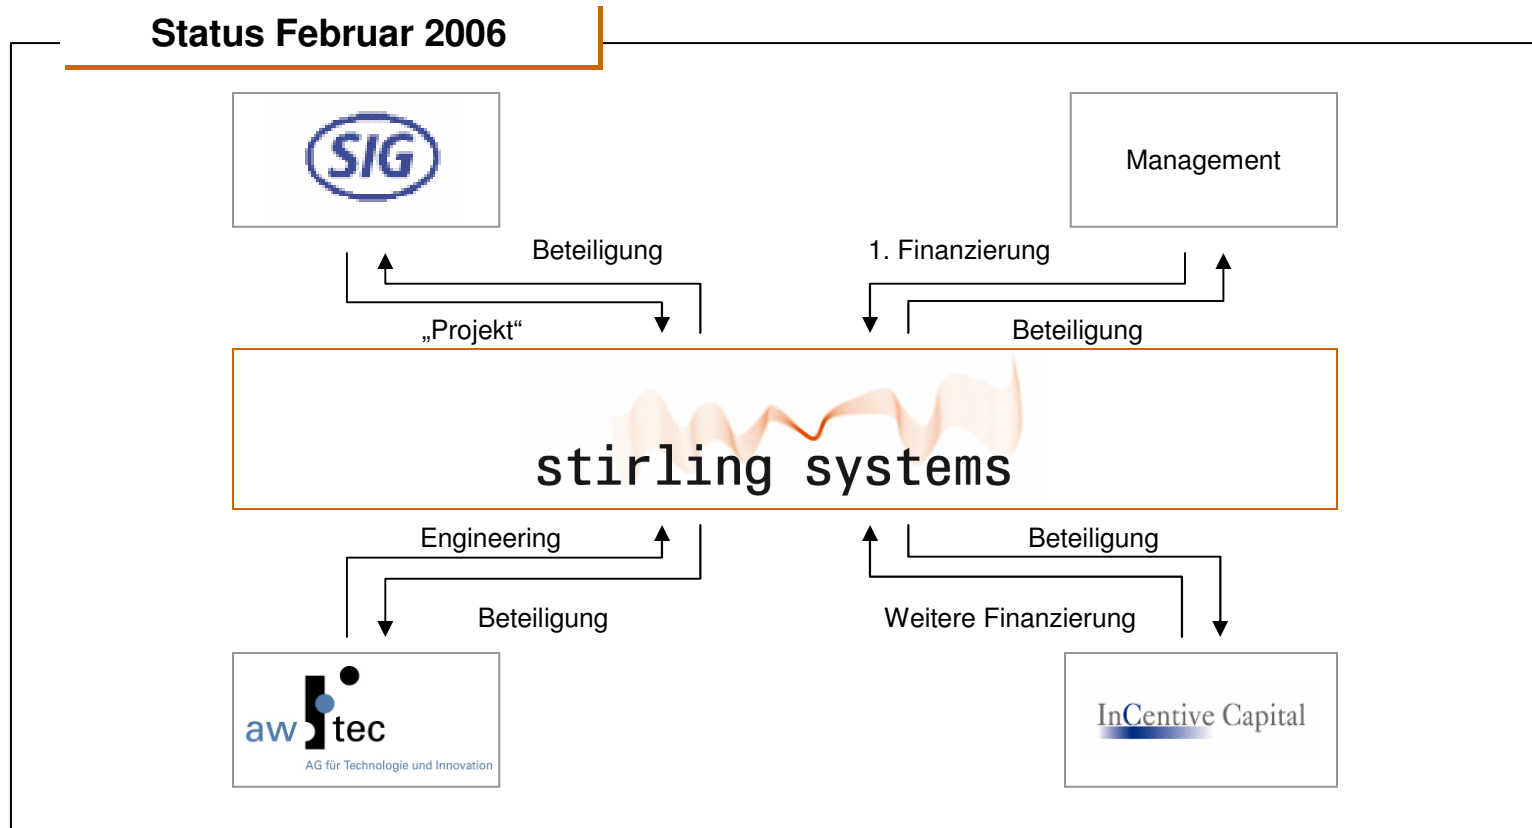 Status Februar 2006
SIG
Management
Beteiligung
1. Finanzierung
„Projekt“
Beteiligung
stirling systems
Engineering
Beteiligung
Beteiligung
Weitere Finanzierung
aw tec
AG für Technologie und Innovation
InCentive Capital